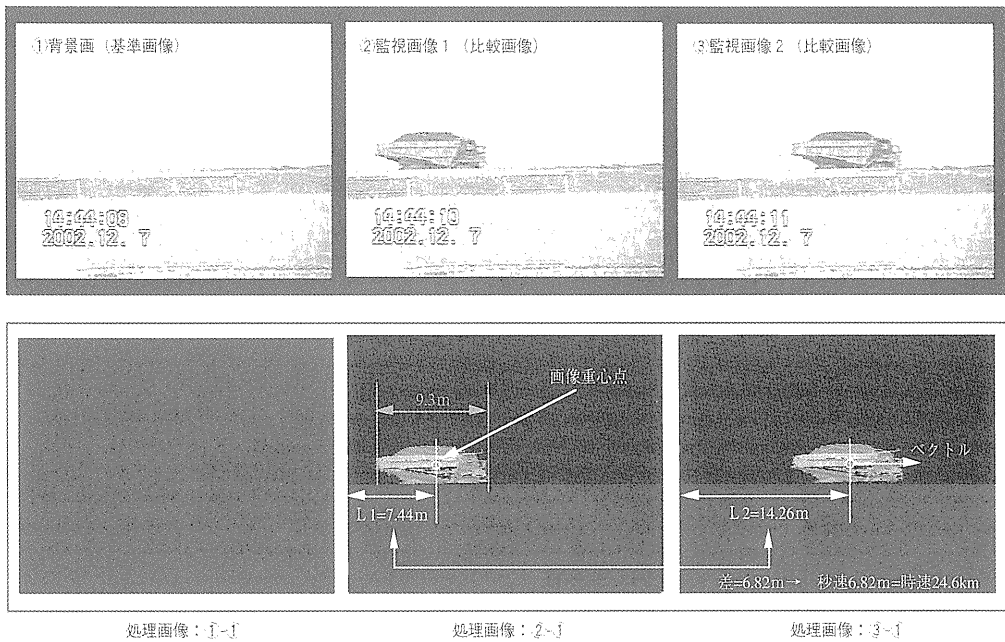 ①背景画（基準画像）
②監視画像1（比較画像）
③監視画像2（比較画像）
14:44:08
2002.12. 7
14:44:10
2002.12. 7
14:44:11
2002.12. 7
画像重心点
9.3m
L1=7.44m
ベクトル
L2=14.26m
差=6.82m→ 秒速6.82m=時速24.6km
処理画像：①-①
処理画像：②-①
処理画像：③-①